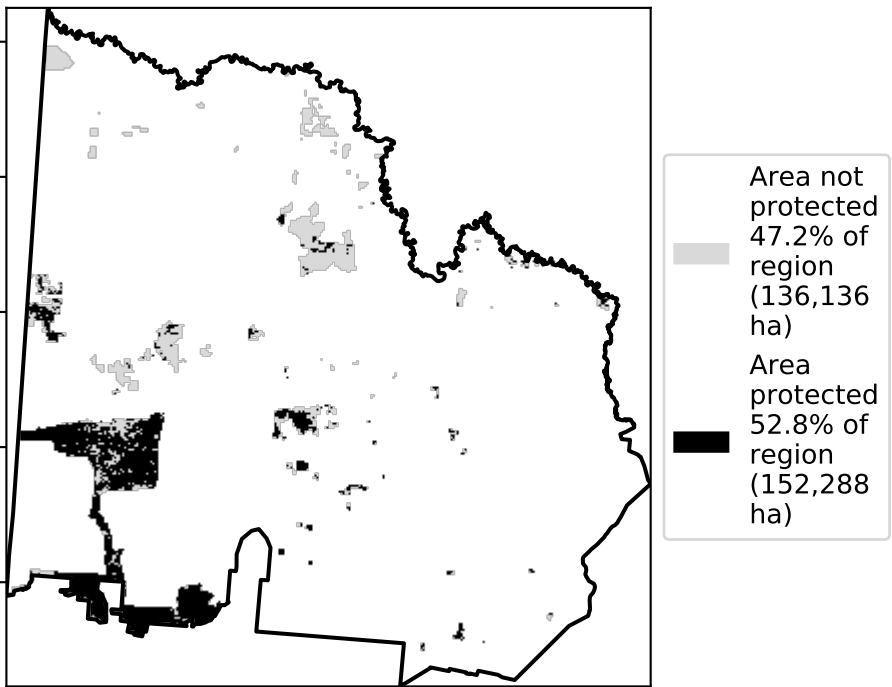 Area not
protected
47.2% of
region
(136,136
ha)
Area
protected
52.8% of
region
(152,288
ha)